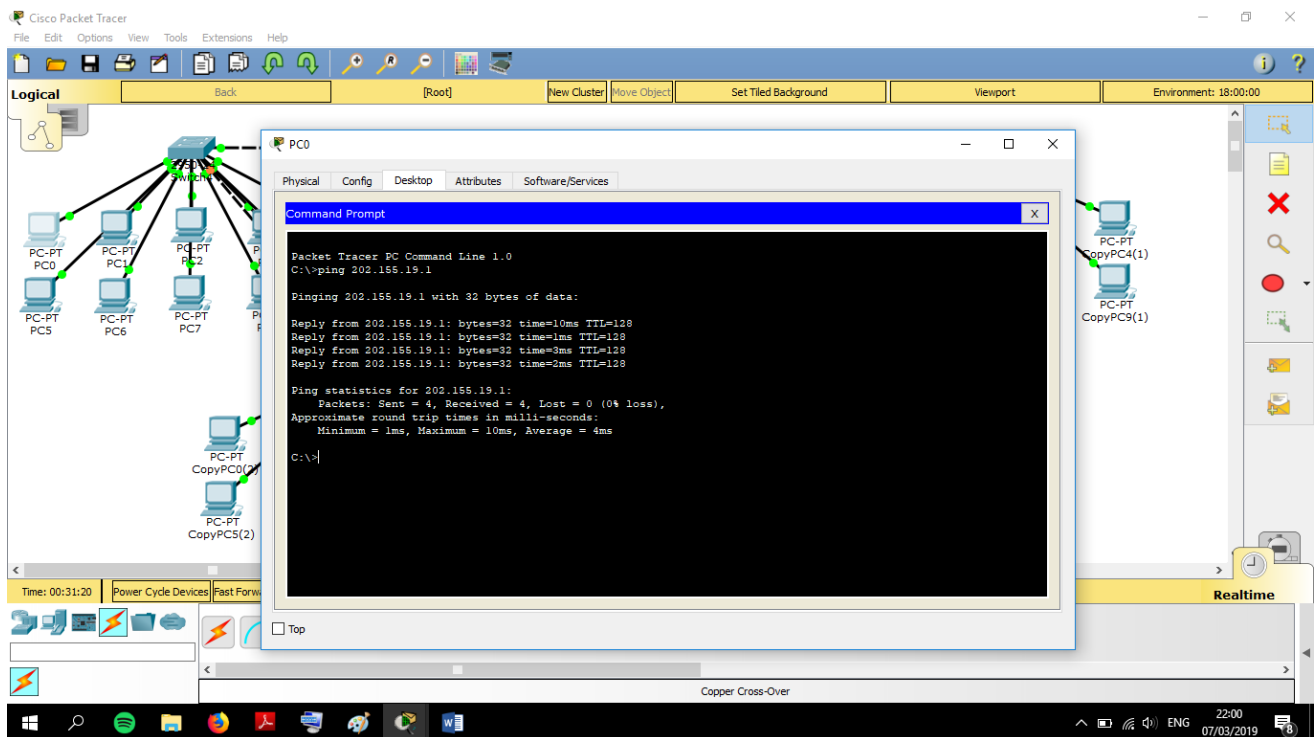 Cisco Packet Tracer
File Edit Options View Tools Extensions Help
Logical
Back
[Root]
New Cluster
Move Object
Set Tiled Background
Viewport
Environment: 18:00:00
PC0
Physical Config Desktop Attributes Software/Services
Command Prompt
X
Packet Tracer PC Command Line 1.0
C:\>ping 202.155.19.1
Pinging 202.155.19.1 with 32 bytes of data:
Reply from 202.155.19.1: bytes=32 time=10ms TTL=128
Reply from 202.155.19.1: bytes=32 time=1ms TTL=128
Reply from 202.155.19.1: bytes=32 time=3ms TTL=128
Reply from 202.155.19.1: bytes=32 time=2ms TTL=128
Ping statistics for 202.155.19.1:
Packets: Sent = 4, Received = 4, Lost = 0 (0% loss),
Approximate round trip times in milli-seconds:
Minimum = 1ms, Maximum = 10ms, Average = 4ms
C:\>
Top
PC-PT
PC0
PC-PT
PC1
PC-PT
PC2
PC-PT
PC5
PC-PT
PC6
PC-PT
PC7
PC-PT
CopyPC0(2)
PC-PT
CopyPC5(2)
PC-PT
CopyPC4(1)
PC-PT
CopyPC9(1)
Time: 00:31:20
Power Cycle Devices
Realtime
Copper Cross-Over
ENG
22:00
07/03/2019
8